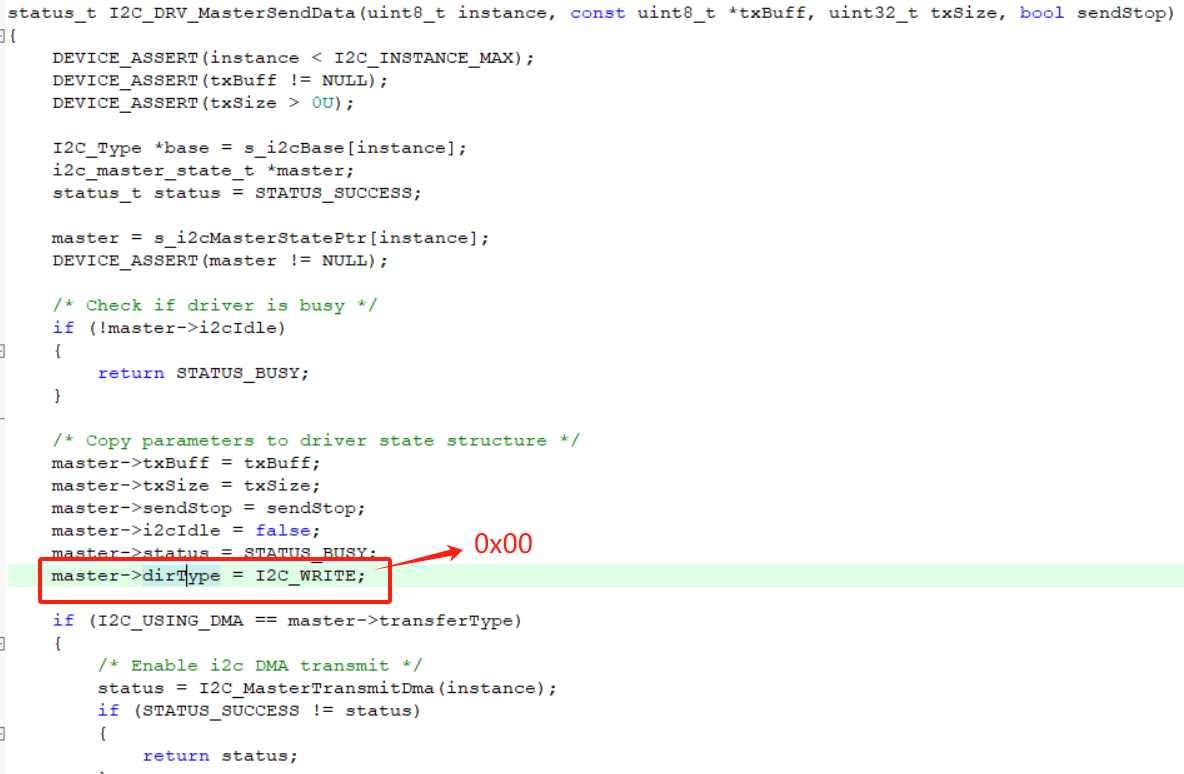 status_t I2C_DRV_MasterSendData(uint8_t instance, const uint8_t *txBuff, uint32_t txSize, bool sendStop)
{
    DEVICE_ASSERT(instance < I2C_INSTANCE_MAX);
    DEVICE_ASSERT(txBuff != NULL);
    DEVICE_ASSERT(txSize > 0U);

    I2C_Type *base = s_i2cBase[instance];
    i2c_master_state_t *master;
    status_t status = STATUS_SUCCESS;

    master = s_i2cMasterStatePtr[instance];
    DEVICE_ASSERT(master != NULL);

    /* Check if driver is busy */
    if (!master->i2cIdle)
    {
        return STATUS_BUSY;
    }

    /* Copy parameters to driver state structure */
    master->txBuff = txBuff;
    master->txSize = txSize;
    master->sendStop = sendStop;
    master->i2cIdle = false;
    master->status = STATUS_BUSY;
    0x00
    master->dirType = I2C_WRITE;

    if (I2C_USING_DMA == master->transferType)
    {
        /* Enable i2c DMA transmit */
        status = I2C_MasterTransmitDma(instance);
        if (STATUS_SUCCESS != status)
        {
            return status;